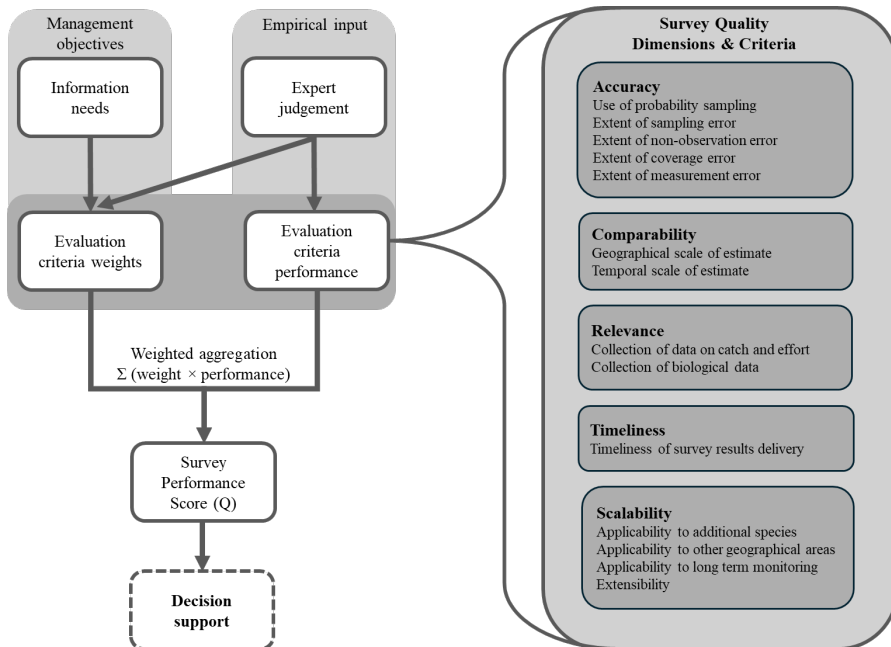 Management
objectives
Empirical input
Information
needs
Expert
judgement
Evaluation
criteria weights
Evaluation
criteria
performance
Weighted aggregation
Σ (weight × performance)
Survey
Performance
Score (Q)
Decision
support
Survey Quality
Dimensions & Criteria
Accuracy
Use of probability sampling
Extent of sampling error
Extent of non-observation error
Extent of coverage error
Extent of measurement error
Comparability
Geographical scale of estimate
Temporal scale of estimate
Relevance
Collection of data on catch and effort
Collection of biological data
Timeliness
Timeliness of survey results delivery
Scalability
Applicability to additional species
Applicability to other geographical areas
Applicability to long term monitoring
Extensibility